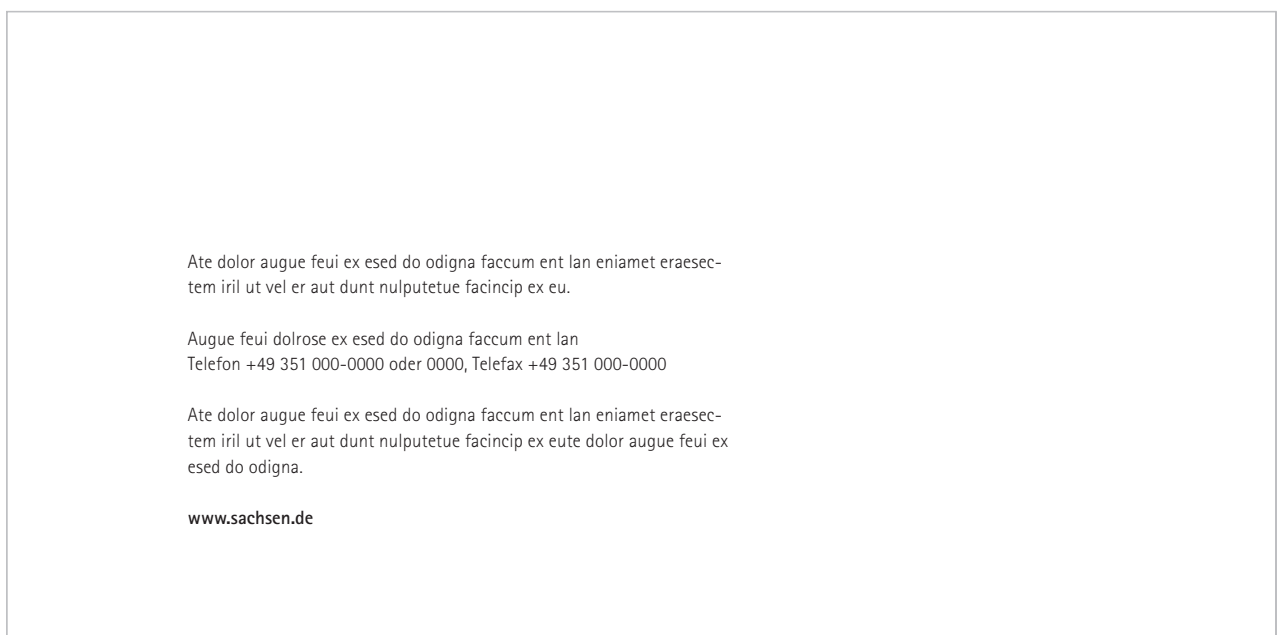 Ate dolor augue feui ex esed do odigna faccum ent lan eniamet eraesec-
tem iril ut vel er aut dunt nulputetue facincip ex eu.
Augue feui dolrose ex esed do odigna faccum ent lan
Telefon +49 351 000-0000 oder 0000, Telefax +49 351 000-0000
Ate dolor augue feui ex esed do odigna faccum ent lan eniamet eraesec-
tem iril ut vel er aut dunt nulputetue facincip ex eute dolor augue feui ex
esed do odigna.
www.sachsen.de